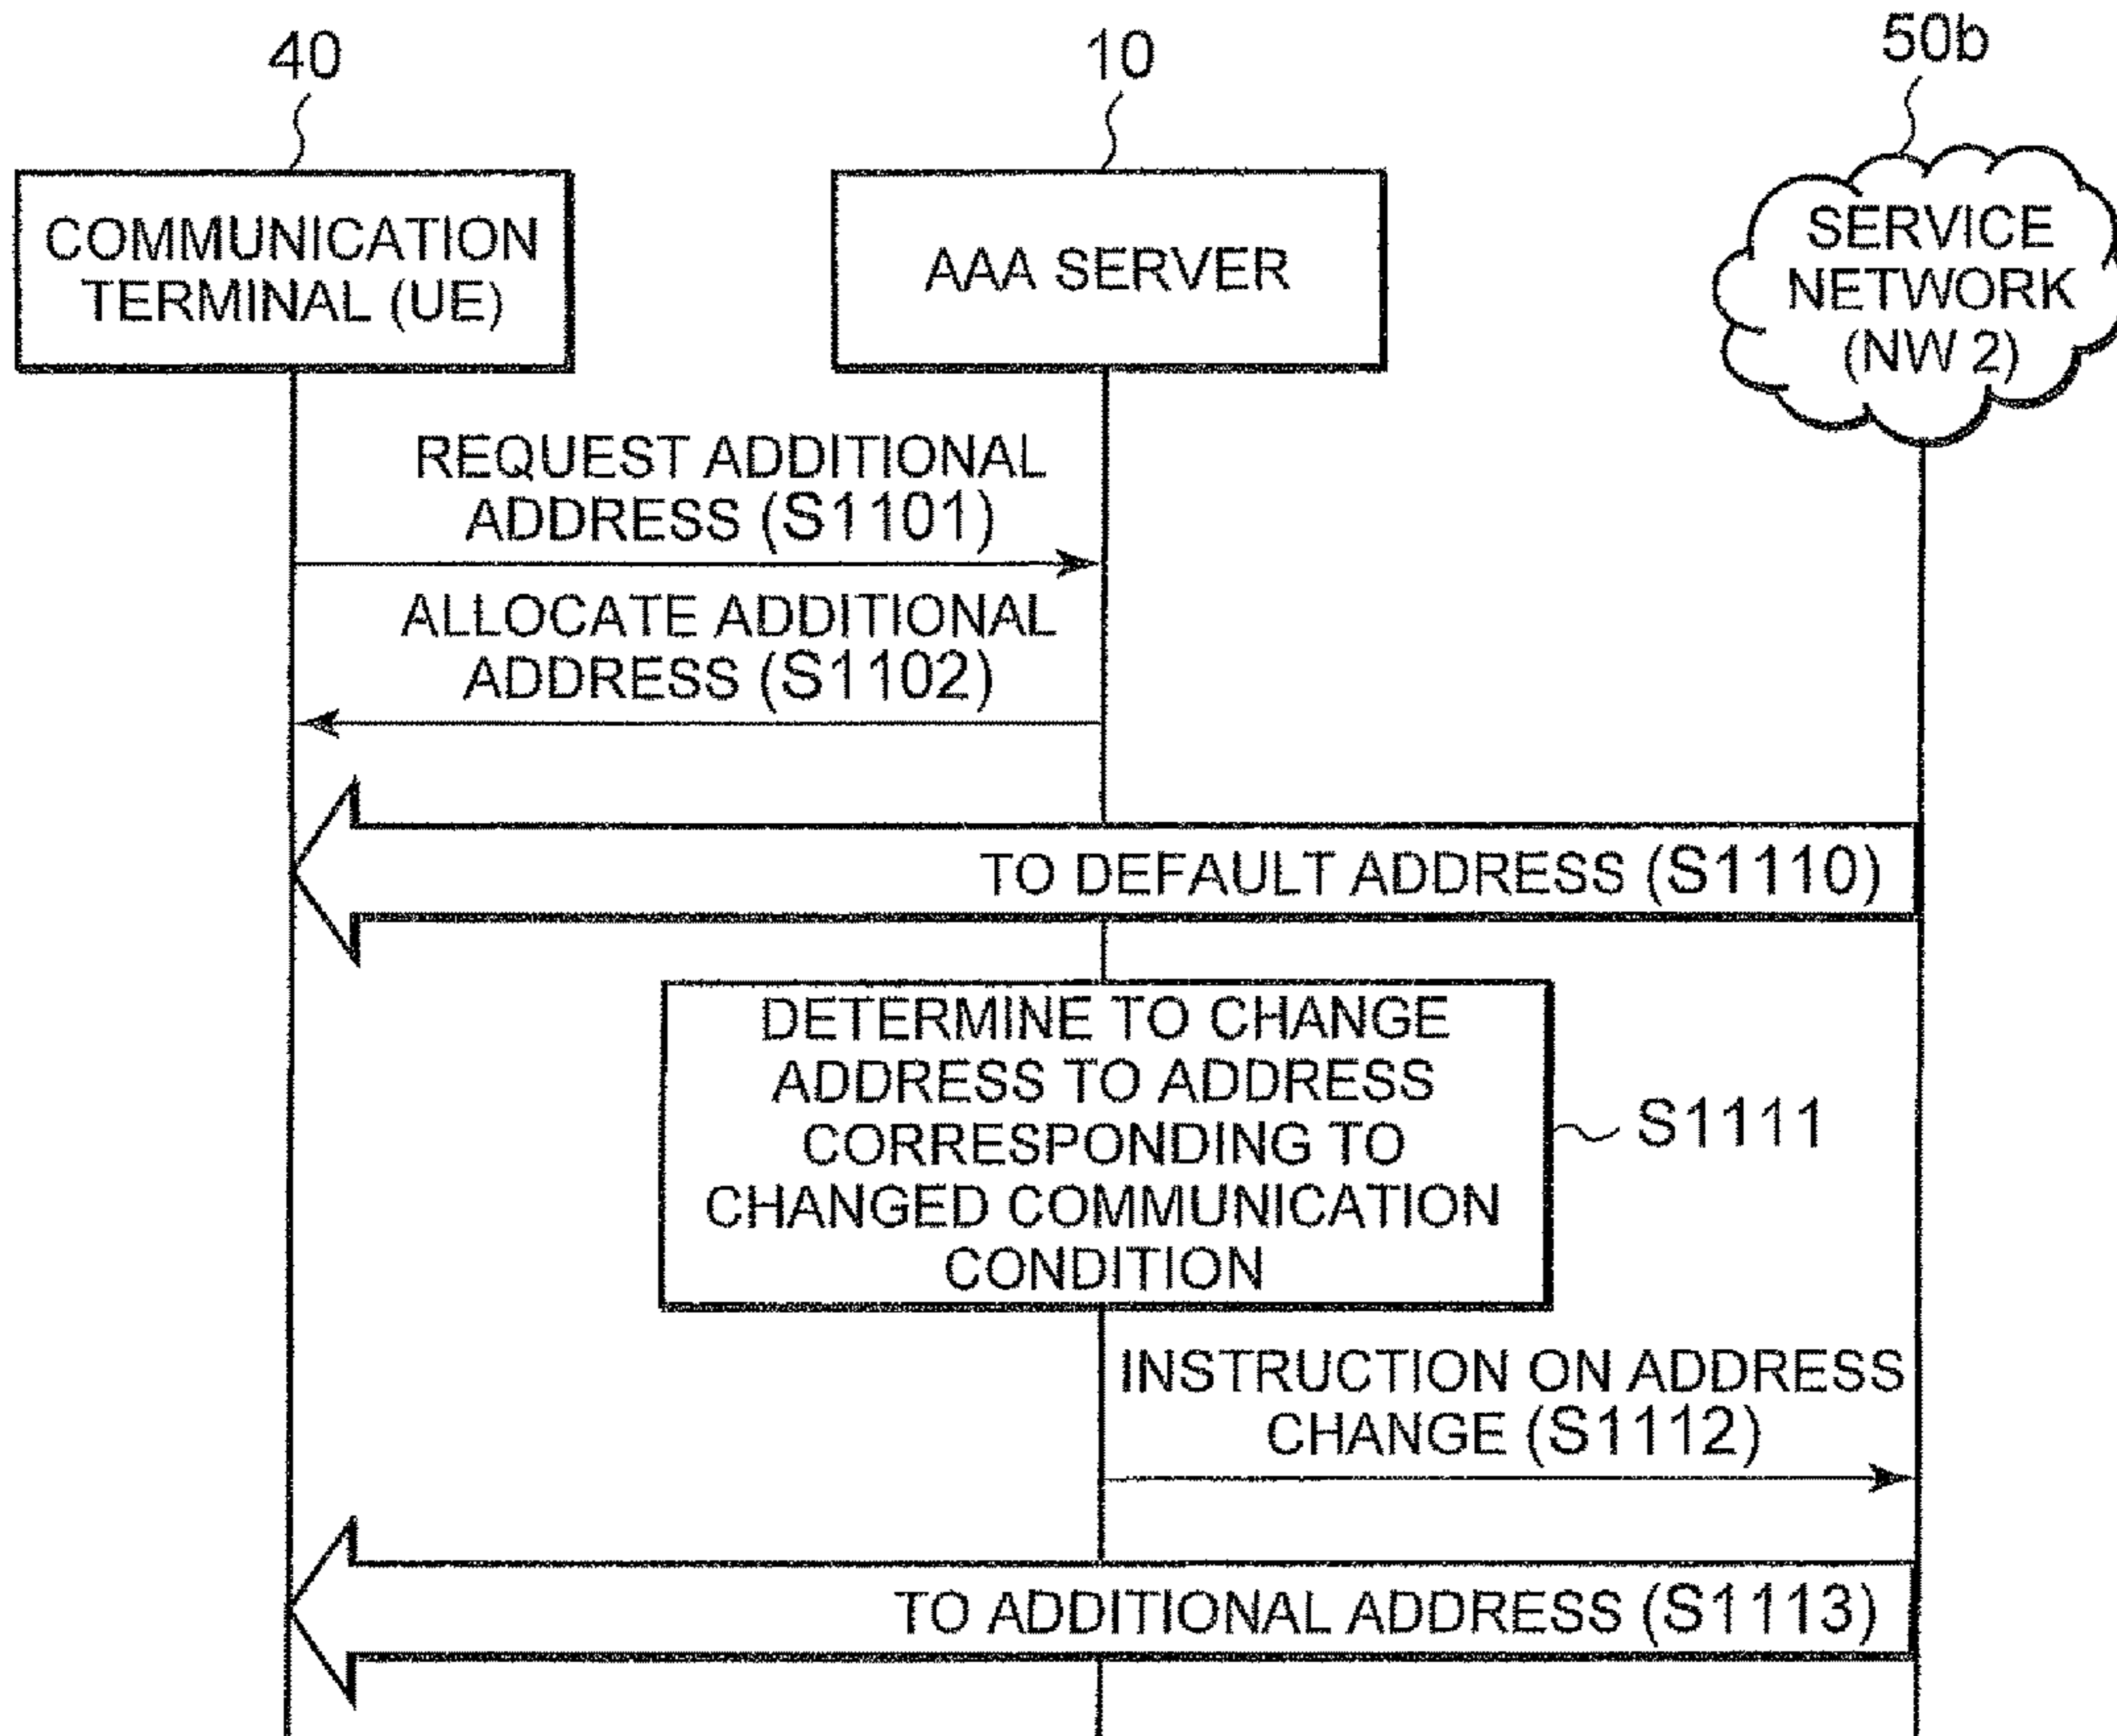 40
10
50b
COMMUNICATION
TERMINAL (UE)
AAA SERVER
SERVICE
NETWORK
(NW 2)
REQUEST ADDITIONAL
ADDRESS (S1101)
ALLOCATE ADDITIONAL
ADDRESS (S1102)
TO DEFAULT ADDRESS (S1110)
DETERMINE TO CHANGE
ADDRESS TO ADDRESS
CORRESPONDING TO
CHANGED COMMUNICATION
CONDITION
S1111
INSTRUCTION ON ADDRESS
CHANGE (S1112)
TO ADDITIONAL ADDRESS (S1113)